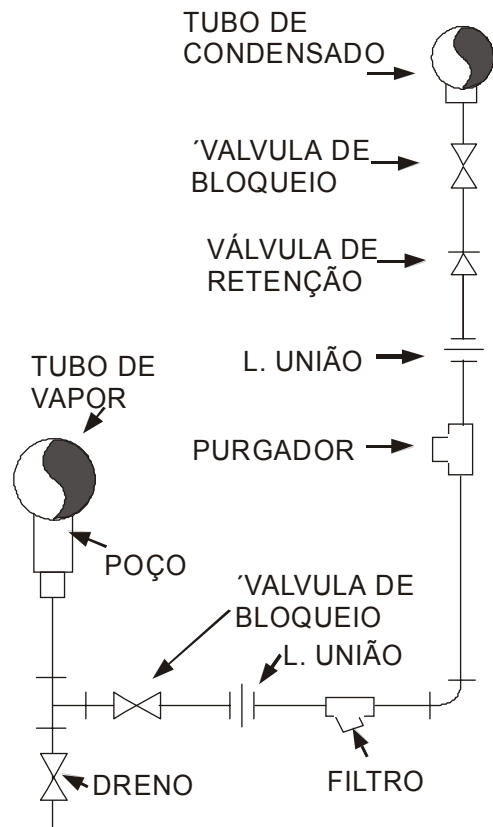 TUBO DE
CONDENSADO
´VALVULA DE
BLOQUEIO
VÁLVULA DE
RETENÇÃO
L. UNIÃO
TUBO DE
VAPOR
PURGADOR
POÇO
´VALVULA DE
BLOQUEIO
L. UNIÃO
DRENO
FILTRO